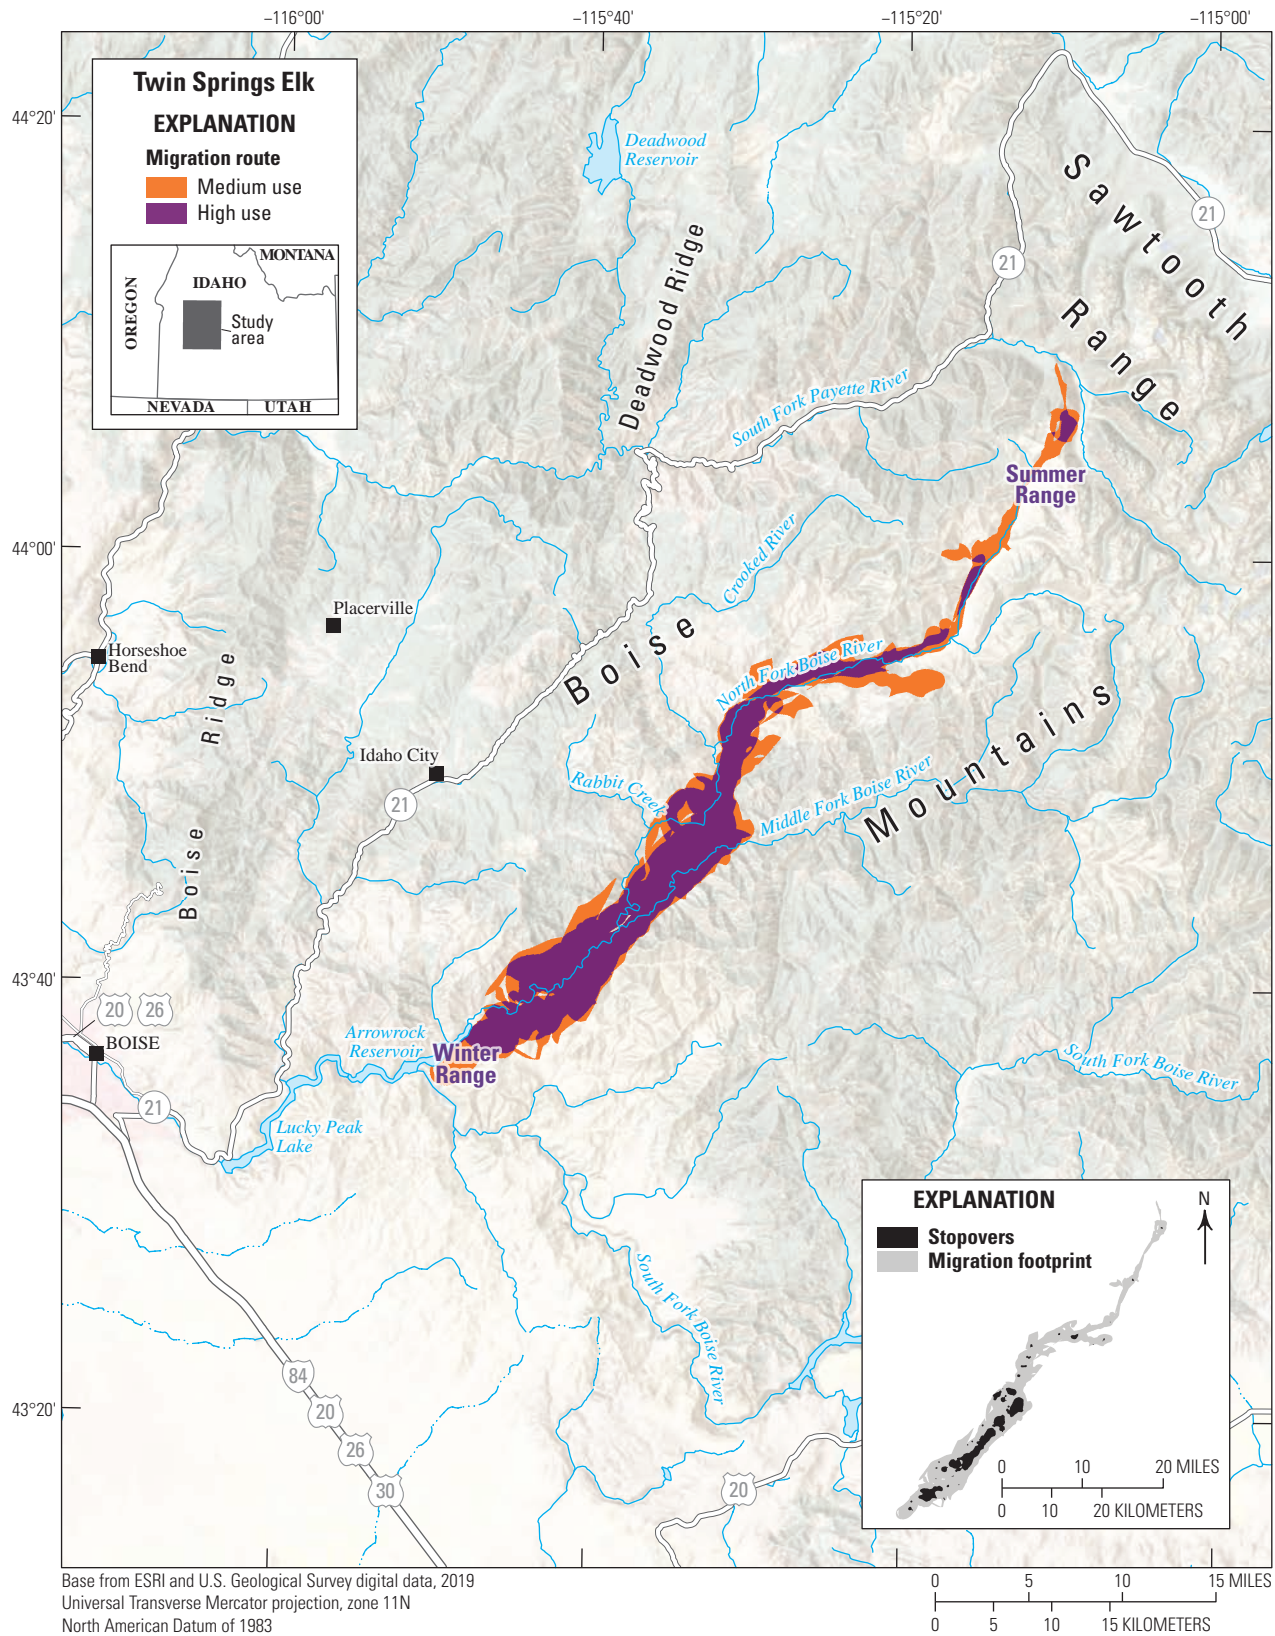 −116°00'
−115°40'
−115°20'
−115°00'
44°20'
44°00'
43°40'
43°20'
Twin Springs Elk
EXPLANATION
Migration route
Medium use
High use
MONTANA
IDAHO
OREGON
Study
area
NEVADA
UTAH
Deadwood
Reservoir
Sawtooth
Range
21
21
Deadwood Ridge
South Fork Payette River
Summer
Range
Crooked River
Placerville
Horseshoe
Bend
Boise
Mountains
Boise Ridge
North Fork Boise River
Idaho City
21
Rabbit Creek
Middle Fork Boise River
20
26
BOISE
Arrowrock
Reservoir
Winter
Range
South Fork Boise River
21
Lucky Peak
Lake
South Fork Boise River
84
20
26
30
20
EXPLANATION
N
Stopovers
Migration footprint
0 10 20 MILES
0 10 20 KILOMETERS
Base from ESRI and U.S. Geological Survey digital data, 2019
Universal Transverse Mercator projection, zone 11N
North American Datum of 1983
0 5 10 15 MILES
0 5 10 15 KILOMETERS